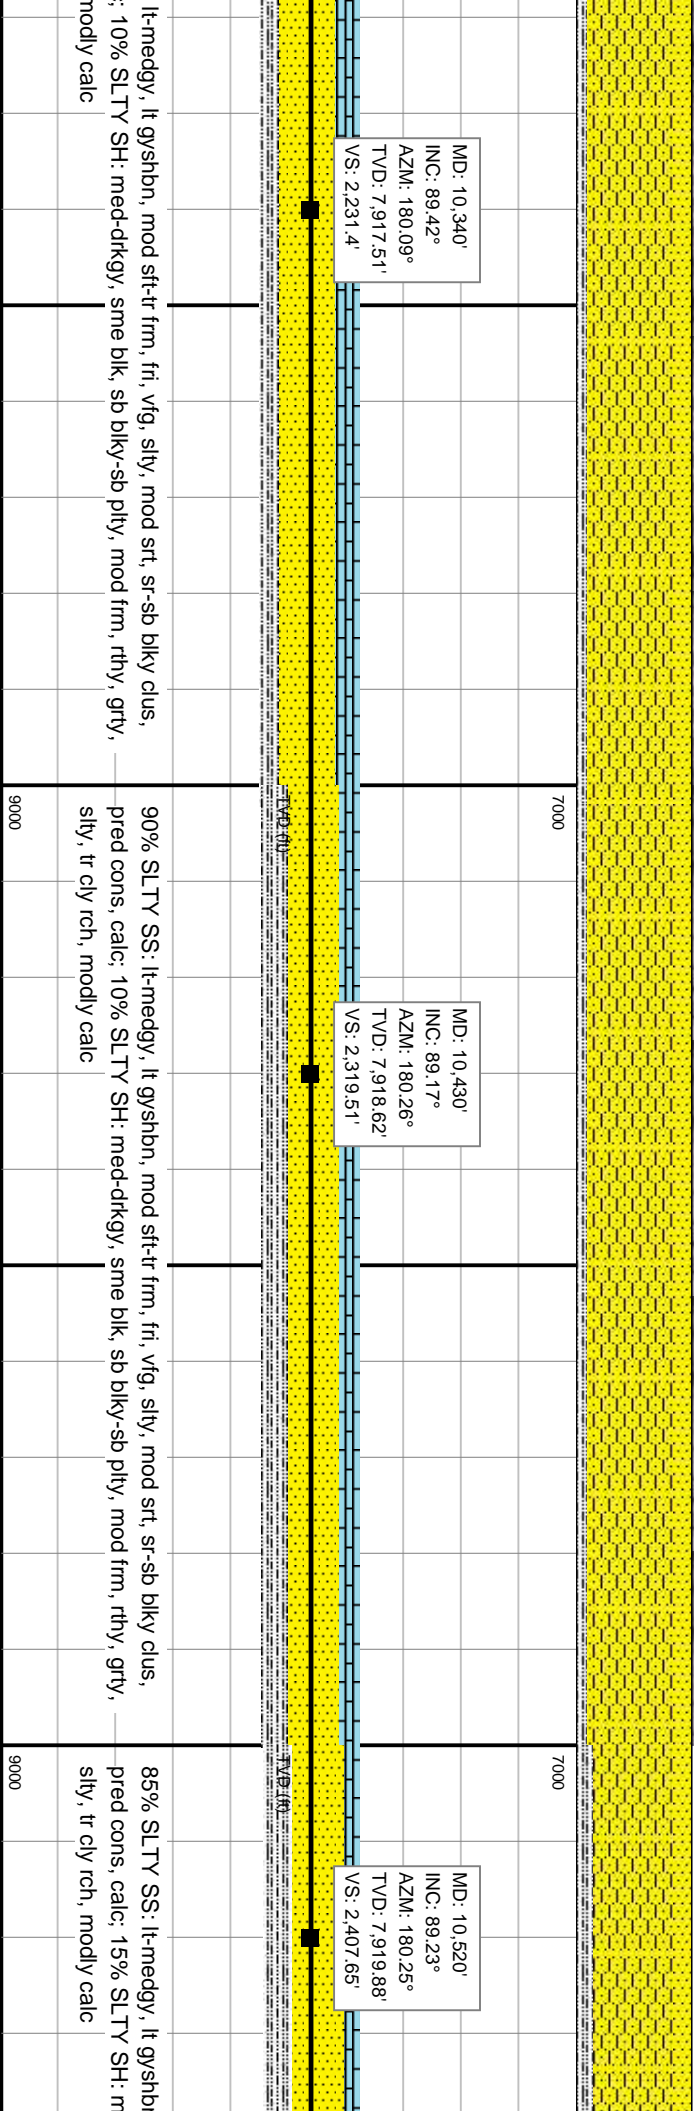 lt-medgy, lt gyshbn, mod sft-tr frm, fri, vfg, slty, mod srt, sr-sb blky clus,
; 10% SLTY SH: med-drkgy, sme blk, sb blky-sb plty, mod frm, rthy, grty,
modly calc
MD: 10,340'
INC: 89.42°
AZM: 180.09°
TVD: 7,917.51'
VS: 2,231.4'
7000
TVD (ft)
9000
90% SLTY SS: lt-medgy, lt gyshbn, mod sft-tr frm, fri, vfg, slty, mod srt, sr-sb blky clus,
pred cons, calc; 10% SLTY SH: med-drkgy, sme blk, sb blky-sb plty, mod frm, rthy, grty,
slty, tr cly rch, modly calc
MD: 10,430'
INC: 89.17°
AZM: 180.26°
TVD: 7,918.62'
VS: 2,319.51'
7000
TVD (ft)
9000
85% SLTY SS: lt-medgy, lt gyshbn
pred cons, calc; 15% SLTY SH: m
slty, tr cly rch, modly calc
MD: 10,520'
INC: 89.23°
AZM: 180.25°
TVD: 7,919.88'
VS: 2,407.65'